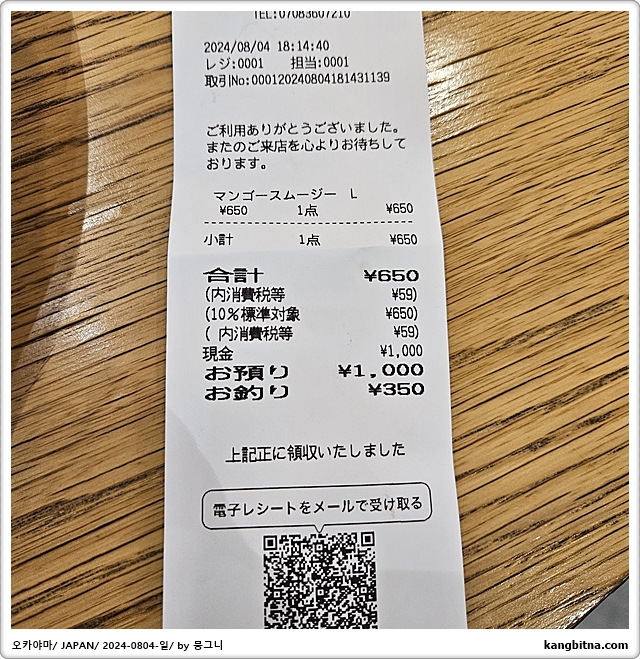 TEL:07083607210
2024/08/04 18:14:40
レジ:0001 担当:0001
取引No:000120240804181431139
ご利用ありがとうございました。
またのご来店を心よりお待ちして
おります。
マンゴースムージー L
¥650 1点 ¥650
小計 1点 ¥650
合計 ¥650
(内消費税等 ¥59)
(10%標準対象 ¥650)
( 内消費税等 ¥59)
現金 ¥1,000
お預り ¥1,000
お釣り ¥350
上記正に領収いたしました
電子レシートをメールで受け取る
오카야마/ JAPAN/ 2024-0804-일/ by 몽그니
kangbitna.com